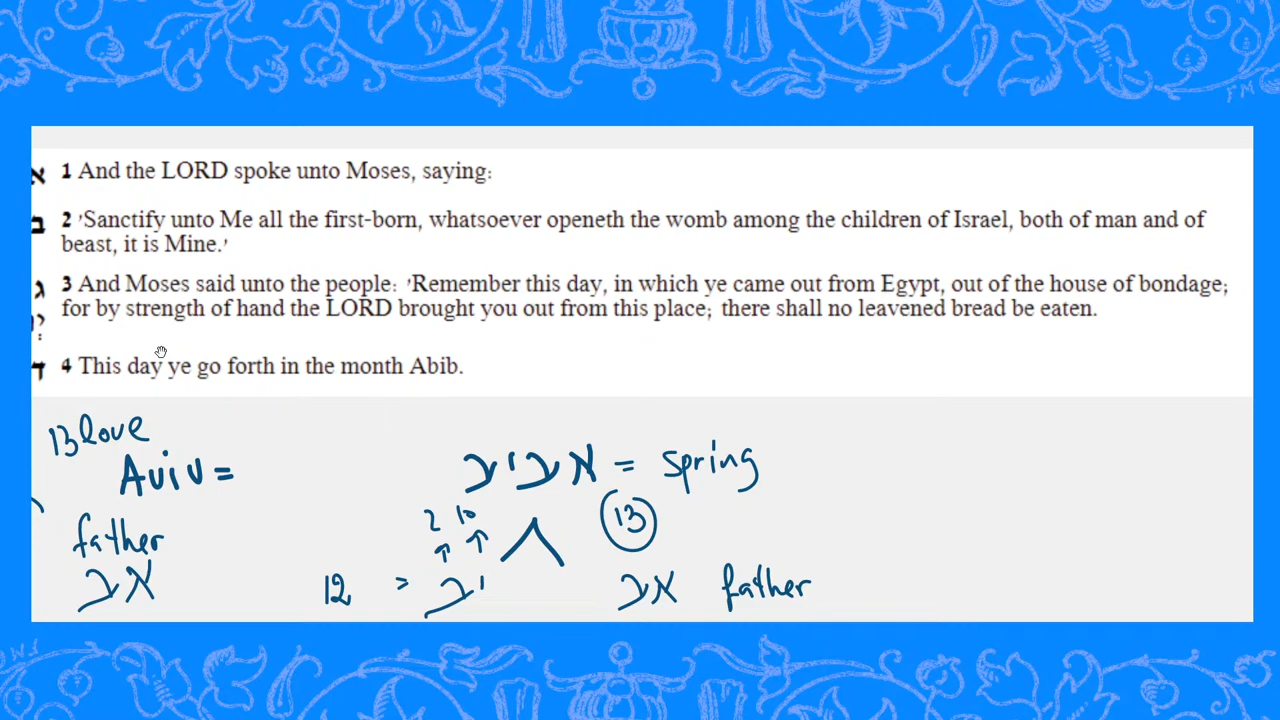 א 1 And the LORD spoke unto Moses, saying:
ב 2 'Sanctify unto Me all the first-born, whatsoever openeth the womb among the children of Israel, both of man and of
beast, it is Mine.'
ג 3 And Moses said unto the people: 'Remember this day, in which ye came out from Egypt, out of the house of bondage;
for by strength of hand the LORD brought you out from this place; there shall no leavened bread be eaten.
ד 4 This day ye go forth in the month Abib.
13 love
Aviv =
אביב = spring
2 10
13
father
אב
12 > יב
אב father